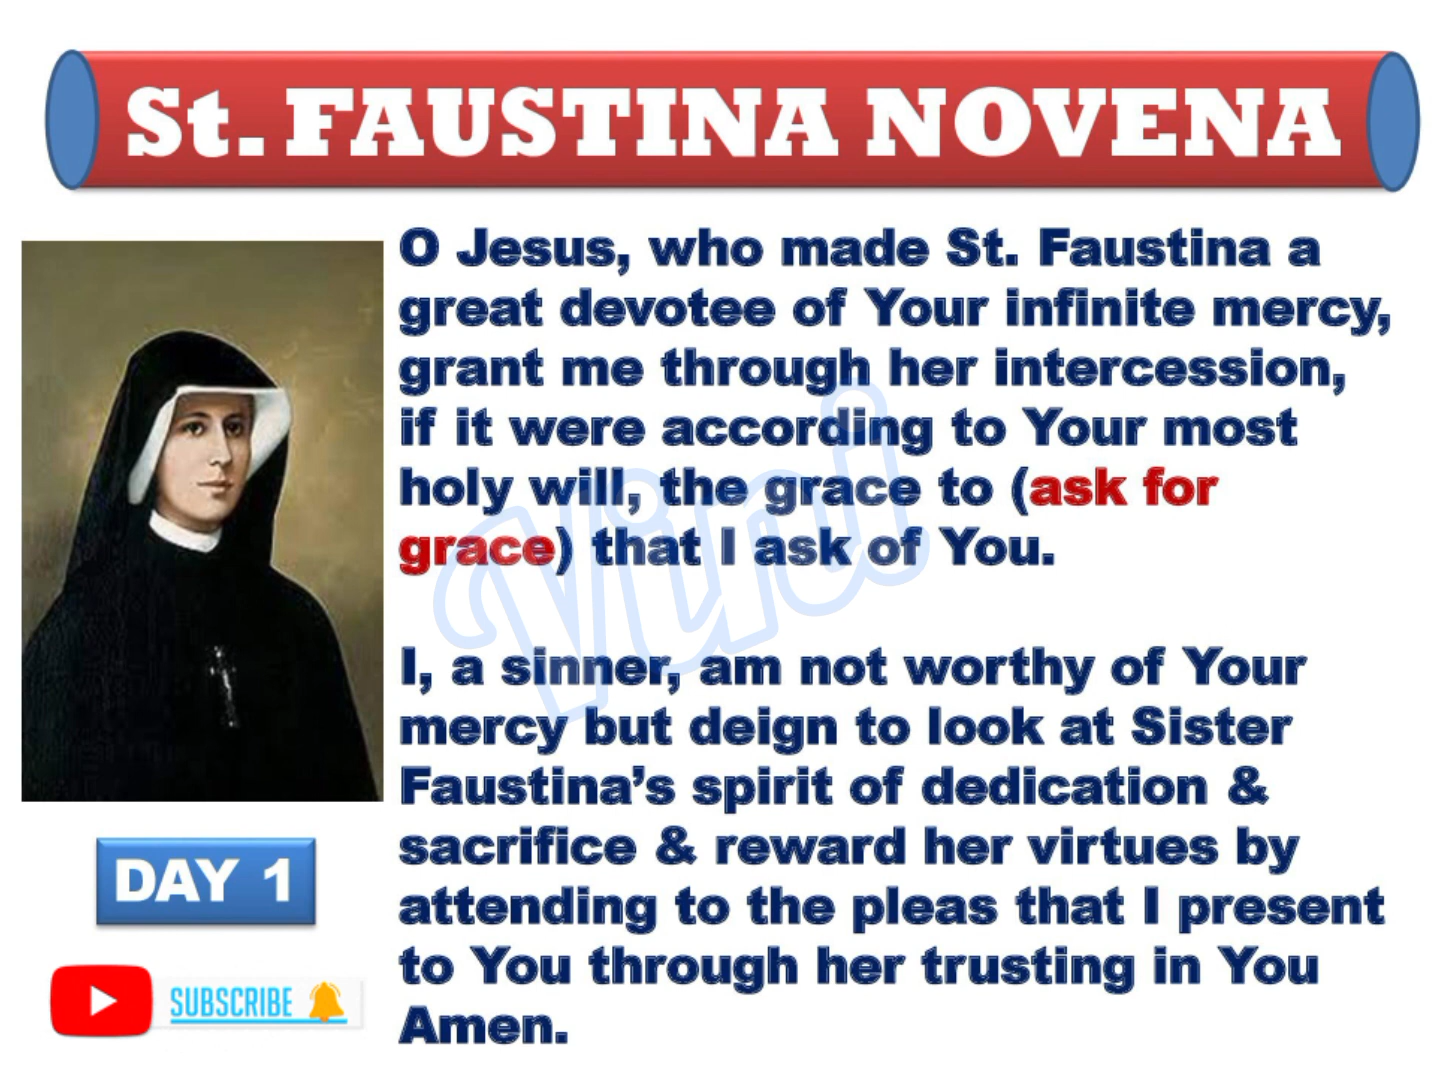 St. FAUSTINA NOVENA
O Jesus, who made St. Faustina a
great devotee of Your infinite mercy,
grant me through her intercession,
if it were according to Your most
holy will, the grace to (ask for
grace) that I ask of You.
I, a sinner, am not worthy of Your
mercy but deign to look at Sister
Faustina’s spirit of dedication &
sacrifice & reward her virtues by
attending to the pleas that I present
to You through her trusting in You
Amen.
Vini
DAY 1
SUBSCRIBE